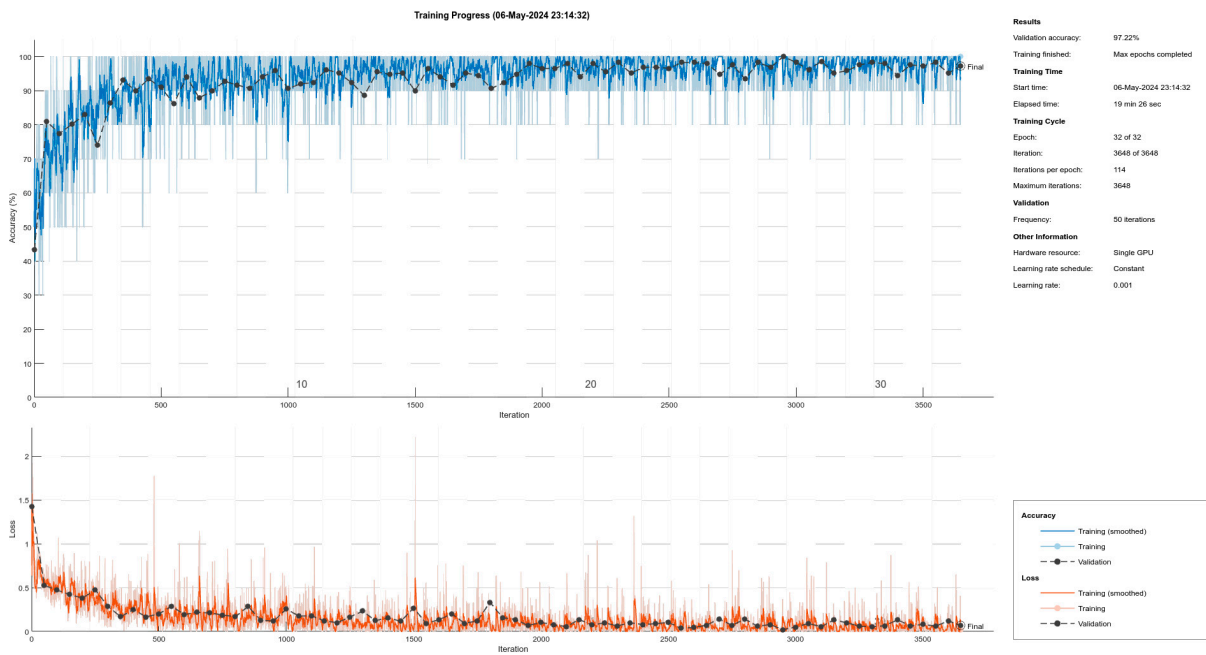 Training Progress (06-May-2024 23:14:32)
Accuracy (%)
100
90
80
70
60
50
40
30
20
10
0
10
20
30
Final
0
500
1000
1500
2000
2500
3000
3500
Iteration
Loss
2
1.5
1
0.5
0
Final
0
500
1000
1500
2000
2500
3000
3500
Iteration
Results
Validation accuracy: 97.22%
Training finished: Max epochs completed
Training Time
Start time: 06-May-2024 23:14:32
Elapsed time: 19 min 26 sec
Training Cycle
Epoch: 32 of 32
Iteration: 3648 of 3648
Iterations per epoch: 114
Maximum iterations: 3648
Validation
Frequency: 50 iterations
Other Information
Hardware resource: Single GPU
Learning rate schedule: Constant
Learning rate: 0.001
Accuracy
Training (smoothed)
Training
Validation
Loss
Training (smoothed)
Training
Validation